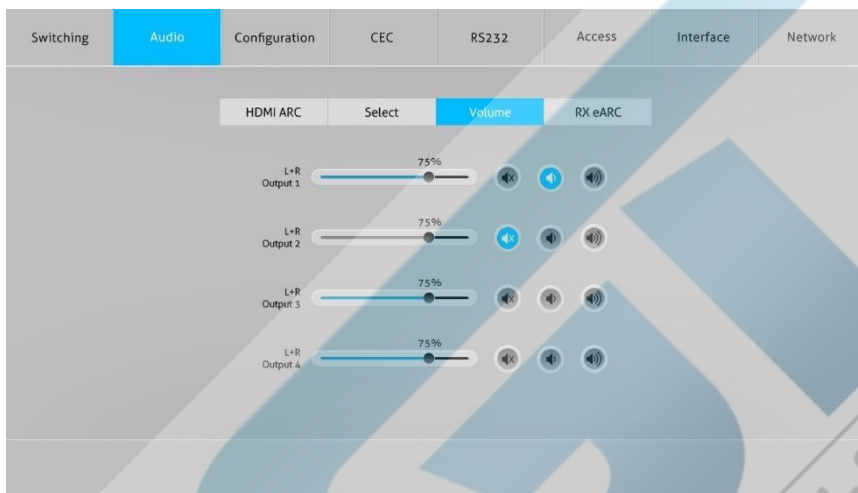 Switching Audio Configuration CEC RS232 Access Interface Network
HDMI ARC Select Volume RX eARC
75%
L+R
Output 1
75%
L+R
Output 2
75%
L+R
Output 3
75%
L+R
Output 4